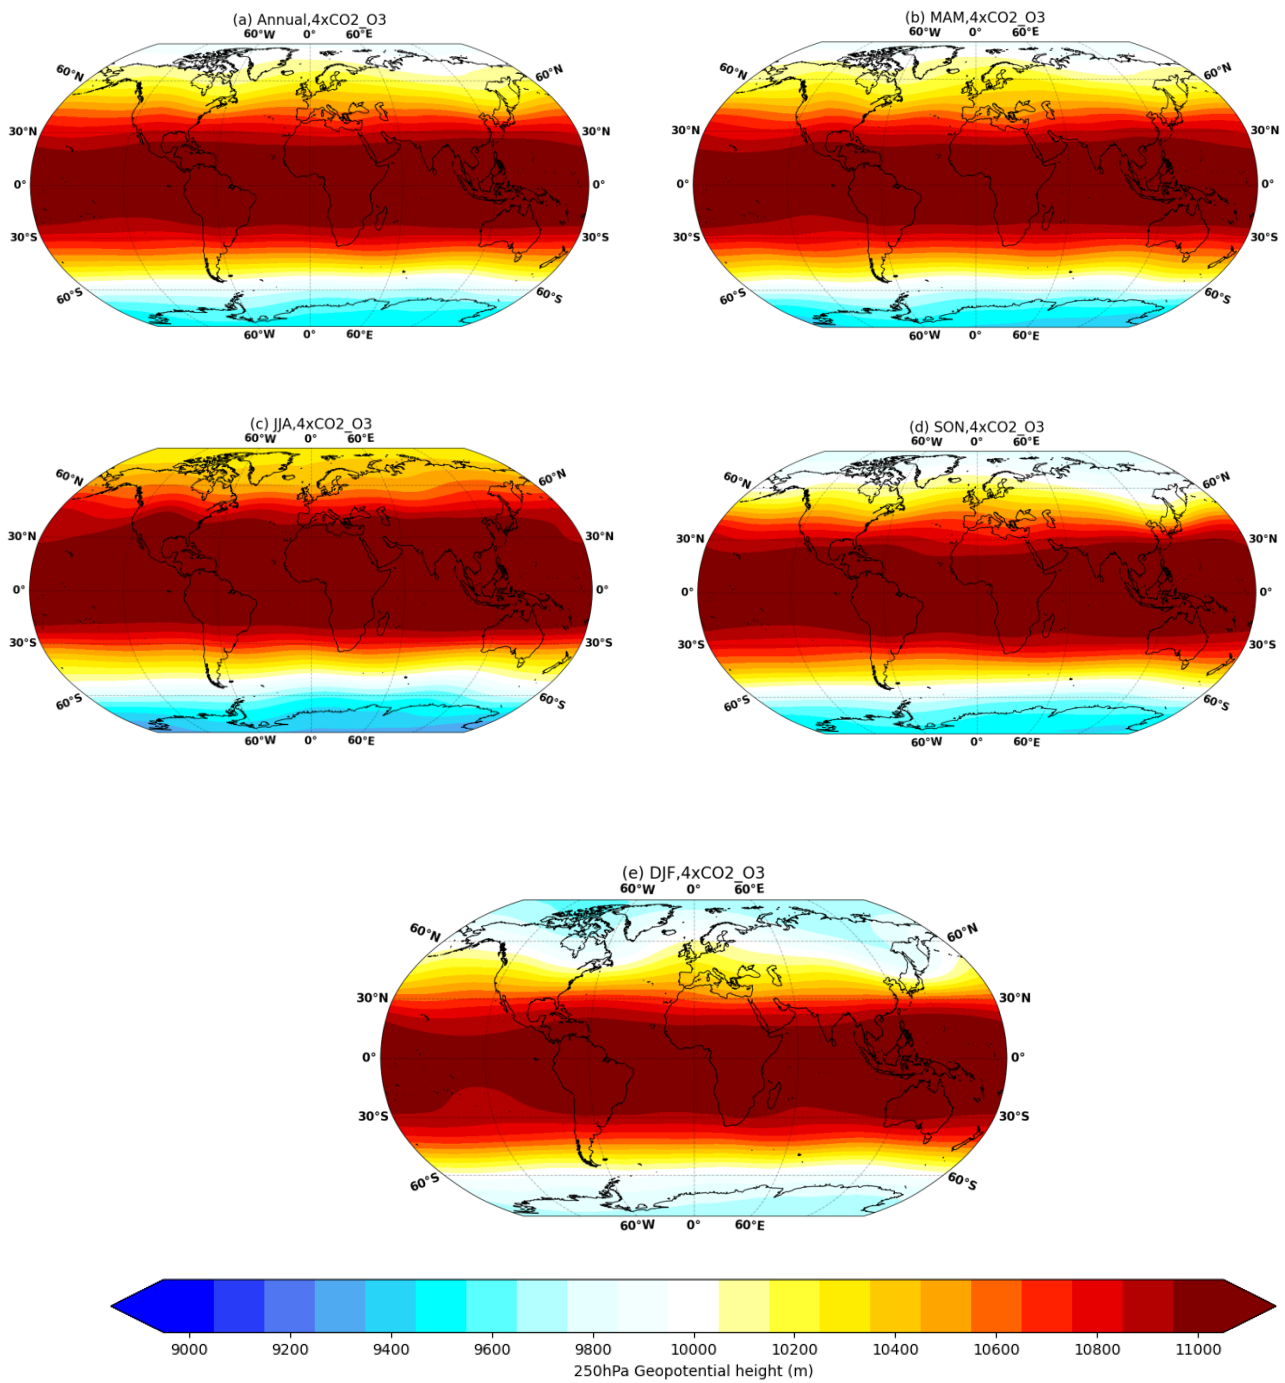 (a) Annual,4xCO2_O3
60°W 0° 60°E
60°N 60°N
30°N 30°N
0° 0°
30°S 30°S
60°S 60°S
60°W 0° 60°E
(b) MAM,4xCO2_O3
60°W 0° 60°E
60°N 60°N
30°N 30°N
0° 0°
30°S 30°S
60°S 60°S
60°W 0° 60°E
(c) JJA,4xCO2_O3
60°W 0° 60°E
60°N 60°N
30°N 30°N
0° 0°
30°S 30°S
60°S 60°S
60°W 0° 60°E
(d) SON,4xCO2_O3
60°W 0° 60°E
60°N 60°N
30°N 30°N
0° 0°
30°S 30°S
60°S 60°S
60°W 0° 60°E
(e) DJF,4xCO2_O3
60°W 0° 60°E
60°N 60°N
30°N 30°N
0° 0°
30°S 30°S
60°S 60°S
60°W 0° 60°E
9000 9200 9400 9600 9800 10000 10200 10400 10600 10800 11000
250hPa Geopotential height (m)